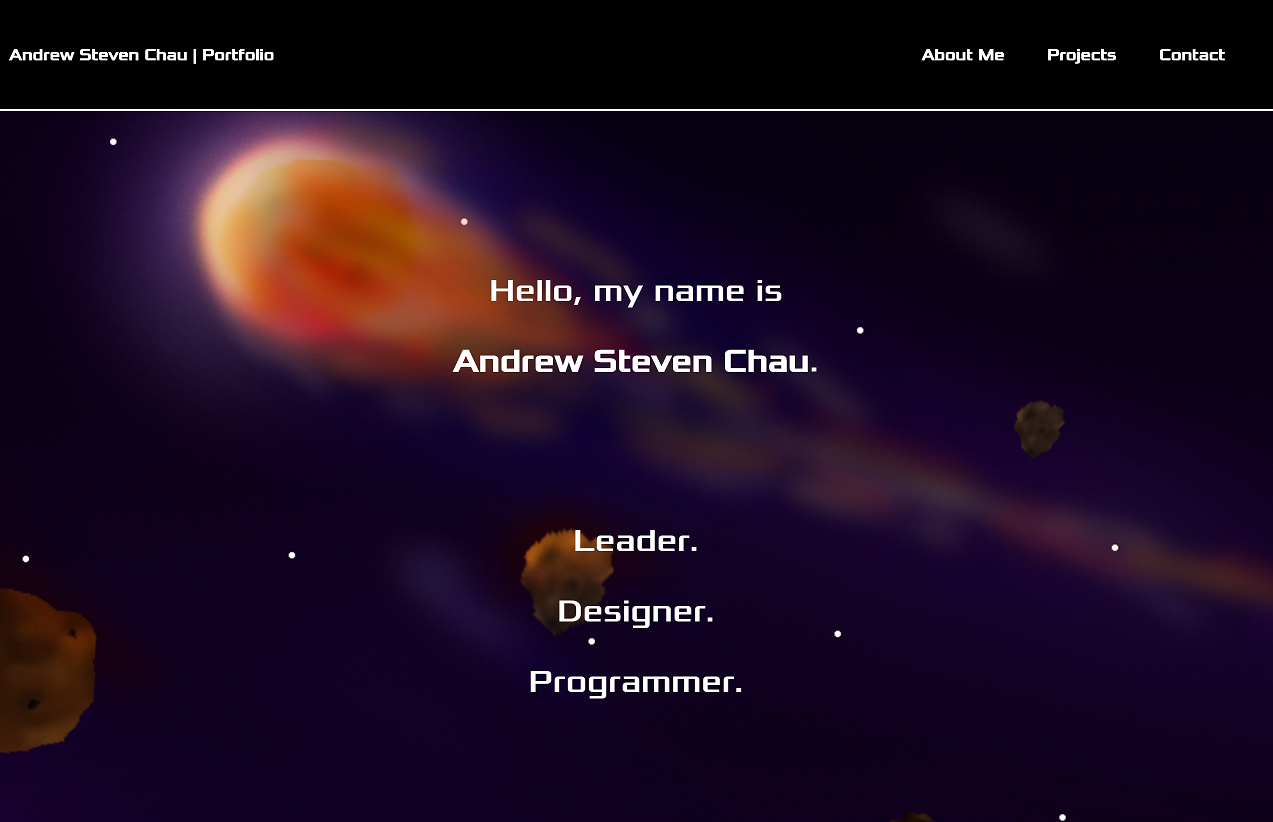 Andrew Steven Chau | Portfolio
About Me
Projects
Contact
Hello, my name is
Andrew Steven Chau.
Leader.
Designer.
Programmer.